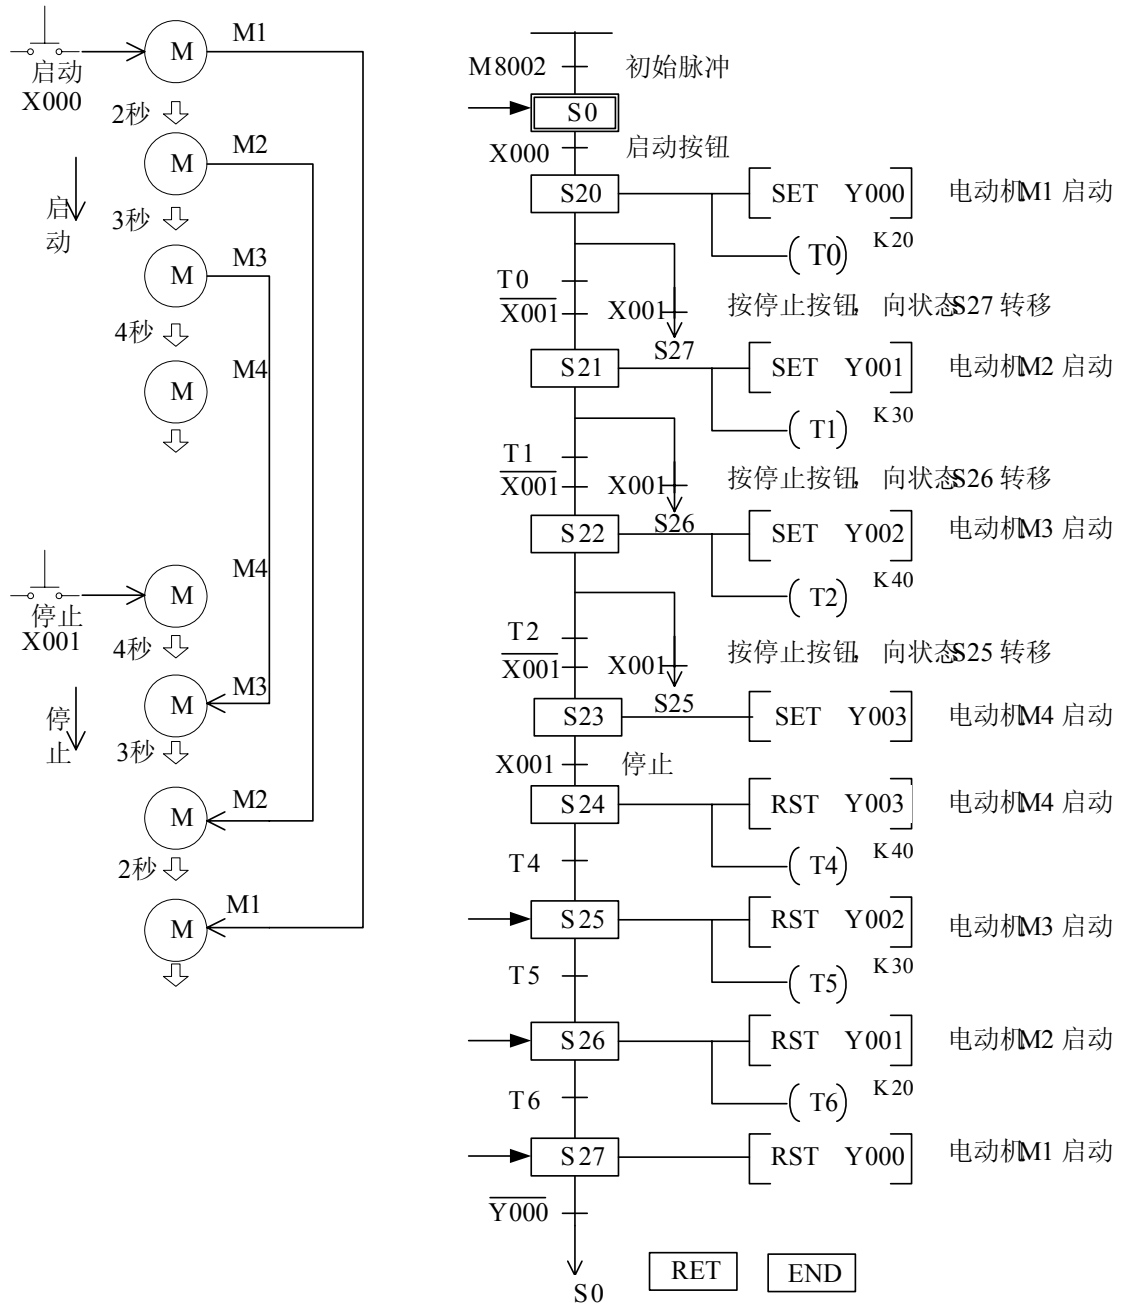 M
M1
启动
X000
2秒
M
M2
启动
3秒
M
M3
4秒
M
M4
M
M4
停止
X001
4秒
M
M3
停止
3秒
M
M2
2秒
M
M1
M8002 初始脉冲
S0
X000 启动按钮
S20 SET Y000 电动机M1 启动
T0 K20
T0
X001 X001 按停止按钮, 向状态S27 转移
S27
S21 SET Y001 电动机M2 启动
T1 K30
T1
X001 X001 按停止按钮, 向状态S26 转移
S26
S22 SET Y002 电动机M3 启动
T2 K40
T2
X001 X001 按停止按钮, 向状态S25 转移
S25
S23 SET Y003 电动机M4 启动
X001 停止
S24 RST Y003 电动机M4 启动
T4 K40
T4
S25 RST Y002 电动机M3 启动
T5 K30
T5
S26 RST Y001 电动机M2 启动
T6 K20
T6
S27 RST Y000 电动机M1 启动
Y000
S0
RET END